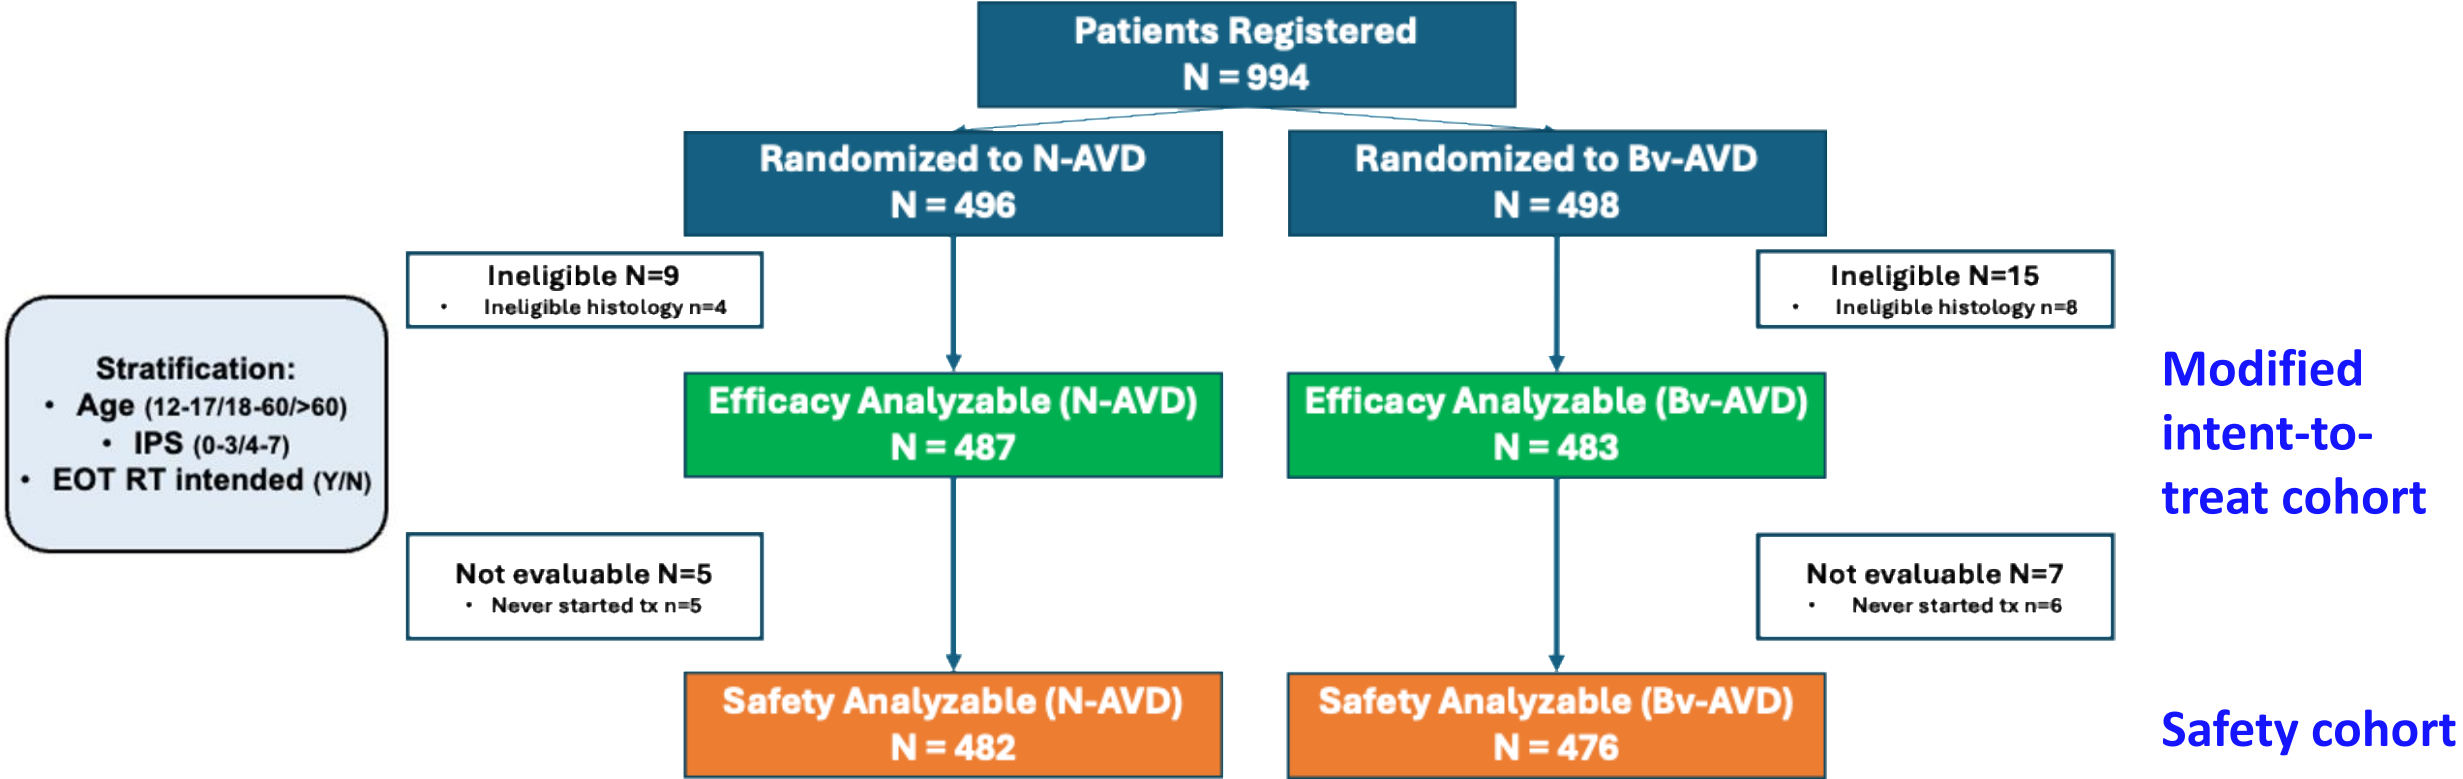 Patients Registered
N = 994
Randomized to N-AVD
N = 496
Randomized to Bv-AVD
N = 498
Ineligible N=9
• Ineligible histology n=4
Ineligible N=15
• Ineligible histology n=8
Stratification:
• Age (12-17/18-60/>60)
• IPS (0-3/4-7)
• EOT RT intended (Y/N)
Efficacy Analyzable (N-AVD)
N = 487
Efficacy Analyzable (Bv-AVD)
N = 483
Modified
intent-to-
treat cohort
Not evaluable N=5
• Never started tx n=5
Not evaluable N=7
• Never started tx n=6
Safety Analyzable (N-AVD)
N = 482
Safety Analyzable (Bv-AVD)
N = 476
Safety cohort